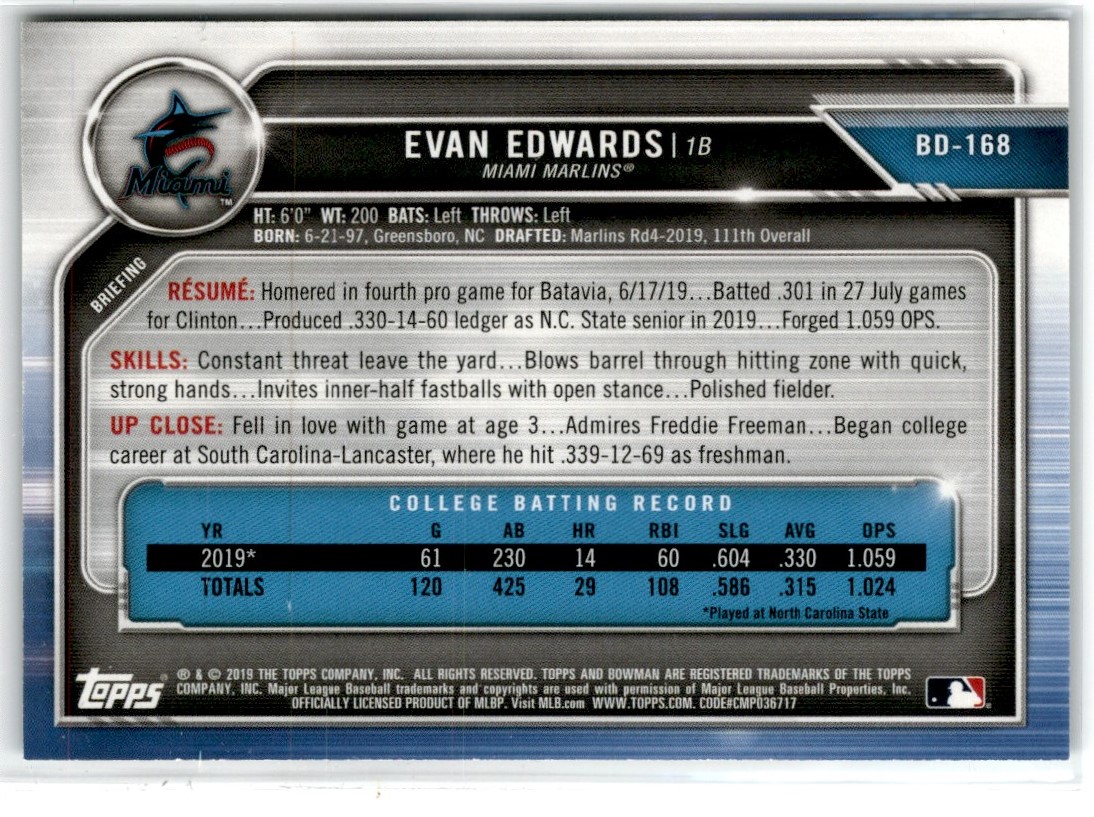 Miami
TM
EVAN EDWARDS | 1B
MIAMI MARLINS®
BD-168
HT: 6'0" WT: 200 BATS: Left THROWS: Left
BORN: 6-21-97, Greensboro, NC DRAFTED: Marlins Rd4-2019, 111th Overall
BRIEFING
RÉSUMÉ: Homered in fourth pro game for Batavia, 6/17/19...Batted .301 in 27 July games
for Clinton...Produced .330-14-60 ledger as N.C. State senior in 2019...Forged 1.059 OPS.
SKILLS: Constant threat leave the yard...Blows barrel through hitting zone with quick,
strong hands...Invites inner-half fastballs with open stance...Polished fielder.
UP CLOSE: Fell in love with game at age 3...Admires Freddie Freeman...Began college
career at South Carolina-Lancaster, where he hit .339-12-69 as freshman.
COLLEGE BATTING RECORD
YR G AB HR RBI SLG AVG OPS
2019* 61 230 14 60 .604 .330 1.059
TOTALS 120 425 29 108 .586 .315 1.024
*Played at North Carolina State
topps ® & © 2019 THE TOPPS COMPANY, INC. ALL RIGHTS RESERVED. TOPPS AND BOWMAN ARE REGISTERED TRADEMARKS OF THE TOPPS
COMPANY, INC. Major League Baseball trademarks and copyrights are used with permission of Major League Baseball Properties, Inc.
OFFICIALLY LICENSED PRODUCT OF MLBP. Visit MLB.com WWW.TOPPS.COM. CODE#CMP036717